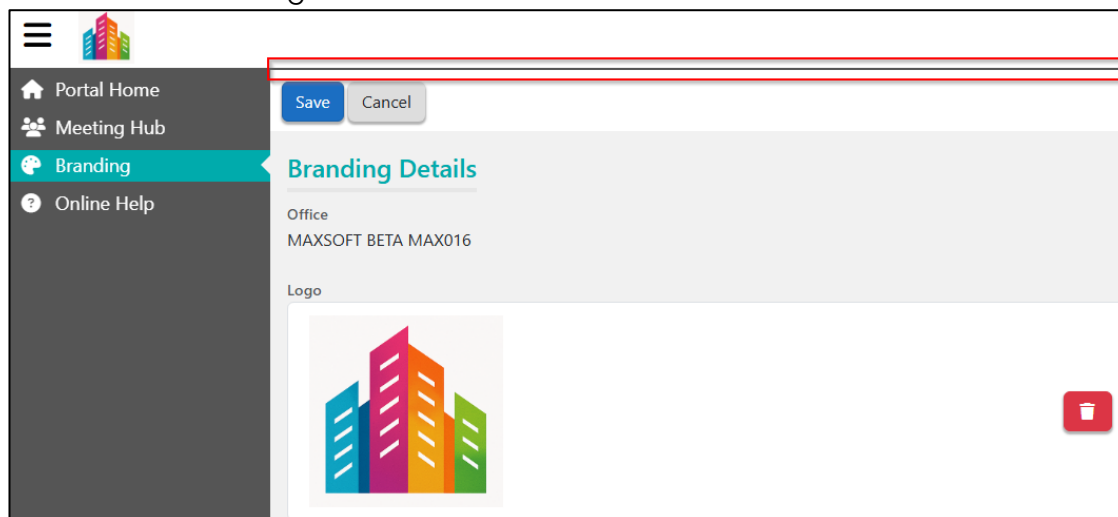 Portal Home
Meeting Hub
Branding
Online Help
Save Cancel
Branding Details
Office
MAXSOFT BETA MAX016
Logo